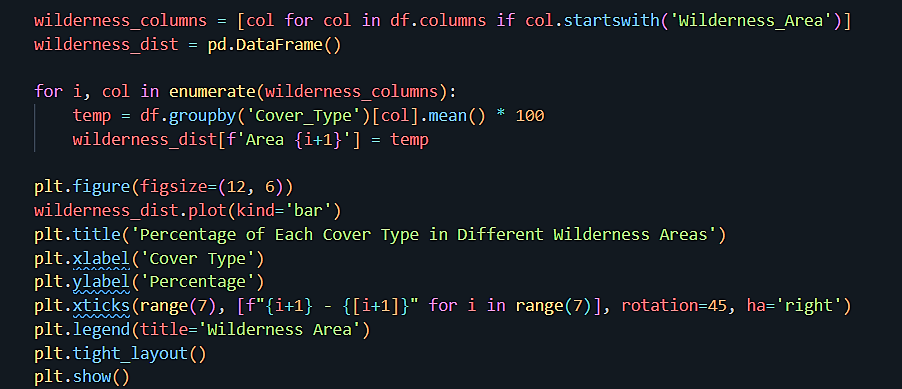 wilderness_columns = [col for col in df.columns if col.startswith('Wilderness_Area')]
wilderness_dist = pd.DataFrame()
for i, col in enumerate(wilderness_columns):
    temp = df.groupby('Cover_Type')[col].mean() * 100
    wilderness_dist[f'Area {i+1}'] = temp
plt.figure(figsize=(12, 6))
wilderness_dist.plot(kind='bar')
plt.title('Percentage of Each Cover Type in Different Wilderness Areas')
plt.xlabel('Cover Type')
plt.ylabel('Percentage')
plt.xticks(range(7), [f"{i+1} - {[i+1]}" for i in range(7)], rotation=45, ha='right')
plt.legend(title='Wilderness Area')
plt.tight_layout()
plt.show()